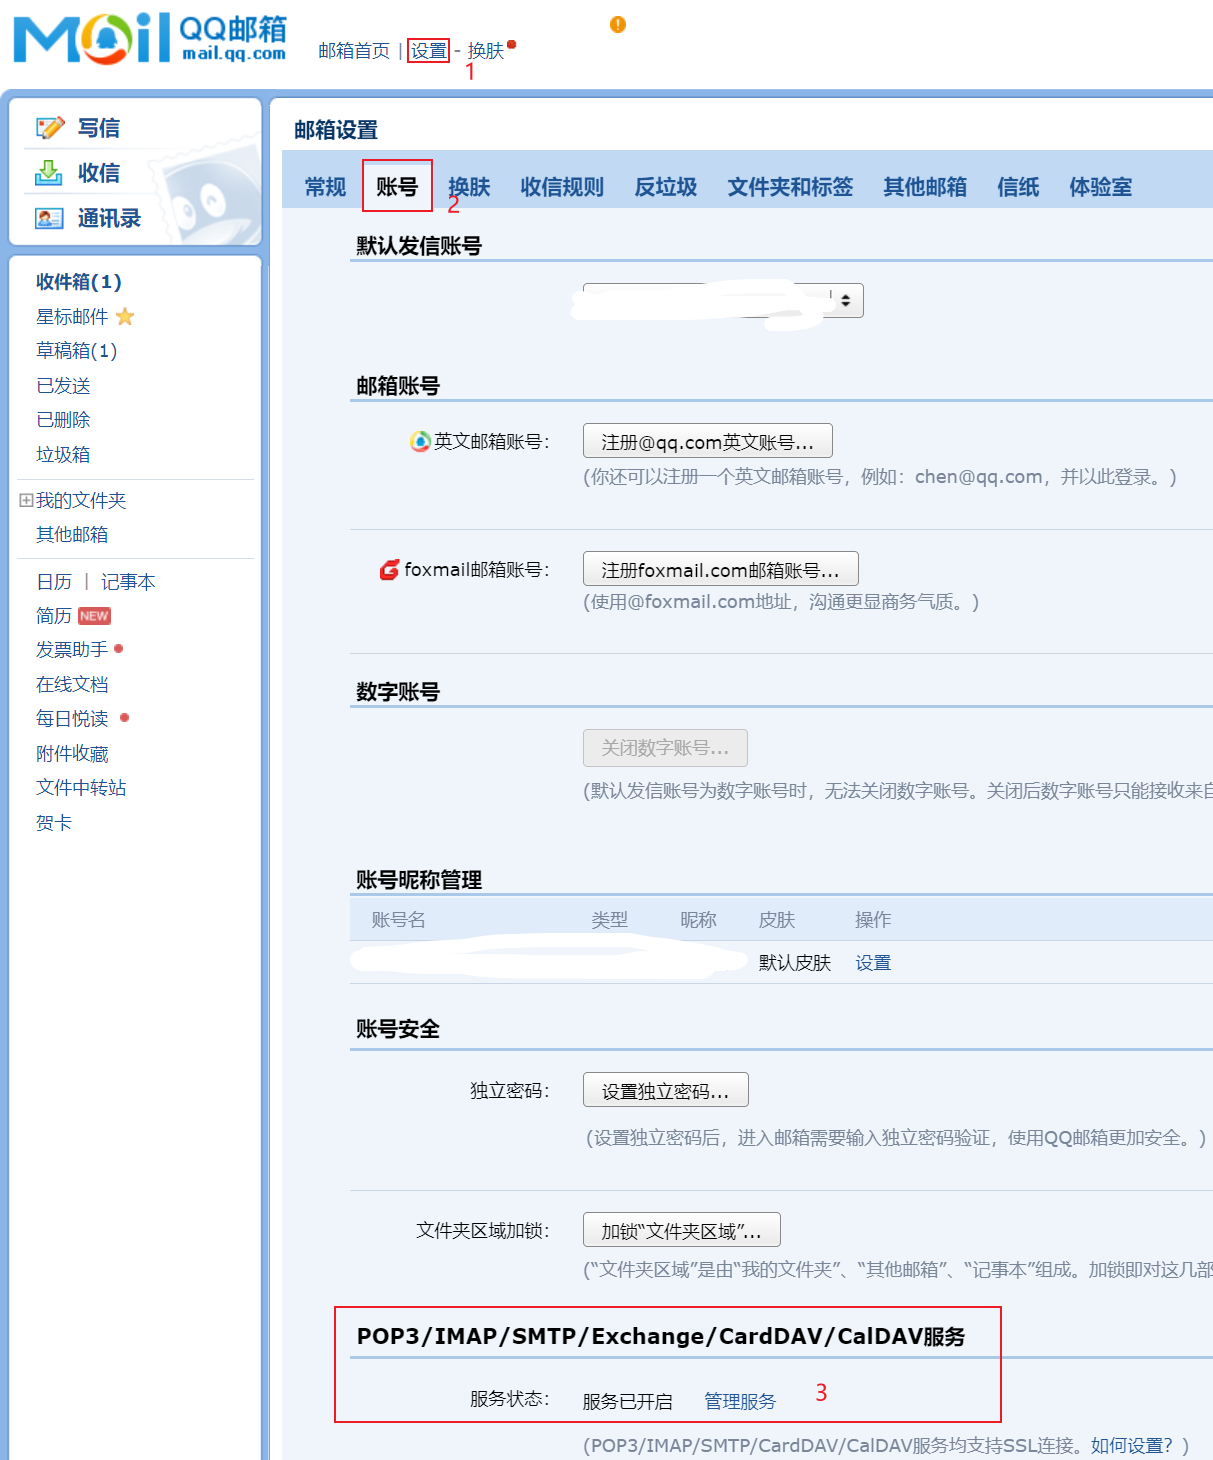 Mail QQ邮箱
mail.qq.com
邮箱首页 | 设置 - 换肤
1
写信
收信
通讯录
收件箱(1)
星标邮件
草稿箱(1)
已发送
已删除
垃圾箱
我的文件夹
其他邮箱
日历 | 记事本
简历 NEW
发票助手
在线文档
每日悦读
附件收藏
文件中转站
贺卡
邮箱设置
常规 账号 换肤 收信规则 反垃圾 文件夹和标签 其他邮箱 信纸 体验室
2
默认发信账号
邮箱账号
英文邮箱账号： 注册@qq.com英文账号...
(你还可以注册一个英文邮箱账号，例如：chen@qq.com，并以此登录。)
foxmail邮箱账号： 注册foxmail.com邮箱账号...
(使用@foxmail.com地址，沟通更显商务气质。)
数字账号
关闭数字账号...
(默认发信账号为数字账号时，无法关闭数字账号。关闭后数字账号只能接收来自
账号昵称管理
账号名 类型 昵称 皮肤 操作
默认皮肤 设置
账号安全
独立密码： 设置独立密码...
(设置独立密码后，进入邮箱需要输入独立密码验证，使用QQ邮箱更加安全。)
文件夹区域加锁： 加锁“文件夹区域”...
(“文件夹区域”是由“我的文件夹”、“其他邮箱”、“记事本”组成。加锁即对这几部
POP3/IMAP/SMTP/Exchange/CardDAV/CalDAV服务
服务状态： 服务已开启 管理服务 3
(POP3/IMAP/SMTP/CardDAV/CalDAV服务均支持SSL连接。如何设置？)